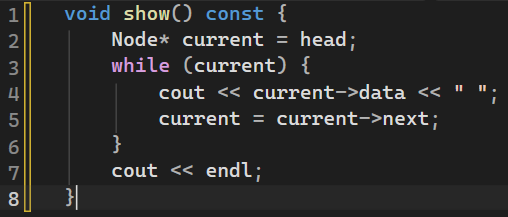 1 void show() const {
2     Node* current = head;
3     while (current) {
4         cout << current->data << " ";
5         current = current->next;
6     }
7     cout << endl;
8 }